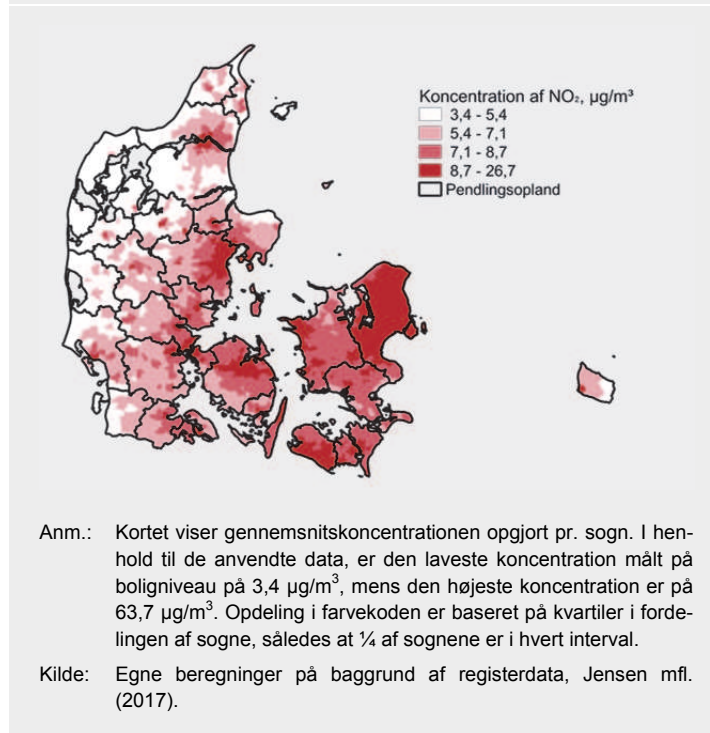 Koncentration af NO₂, µg/m³
3,4 - 5,4
5,4 - 7,1
7,1 - 8,7
8,7 - 26,7
Pendlingsopland
Anm.: Kortet viser gennemsnitskoncentrationen opgjort pr. sogn. I hen-
hold til de anvendte data, er den laveste koncentration målt på
boligniveau på 3,4 µg/m³, mens den højeste koncentration er på
63,7 µg/m³. Opdeling i farvekoden er baseret på kvartiler i forde-
lingen af sogne, således at ¼ af sognene er i hvert interval.
Kilde: Egne beregninger på baggrund af registerdata, Jensen mfl.
(2017).